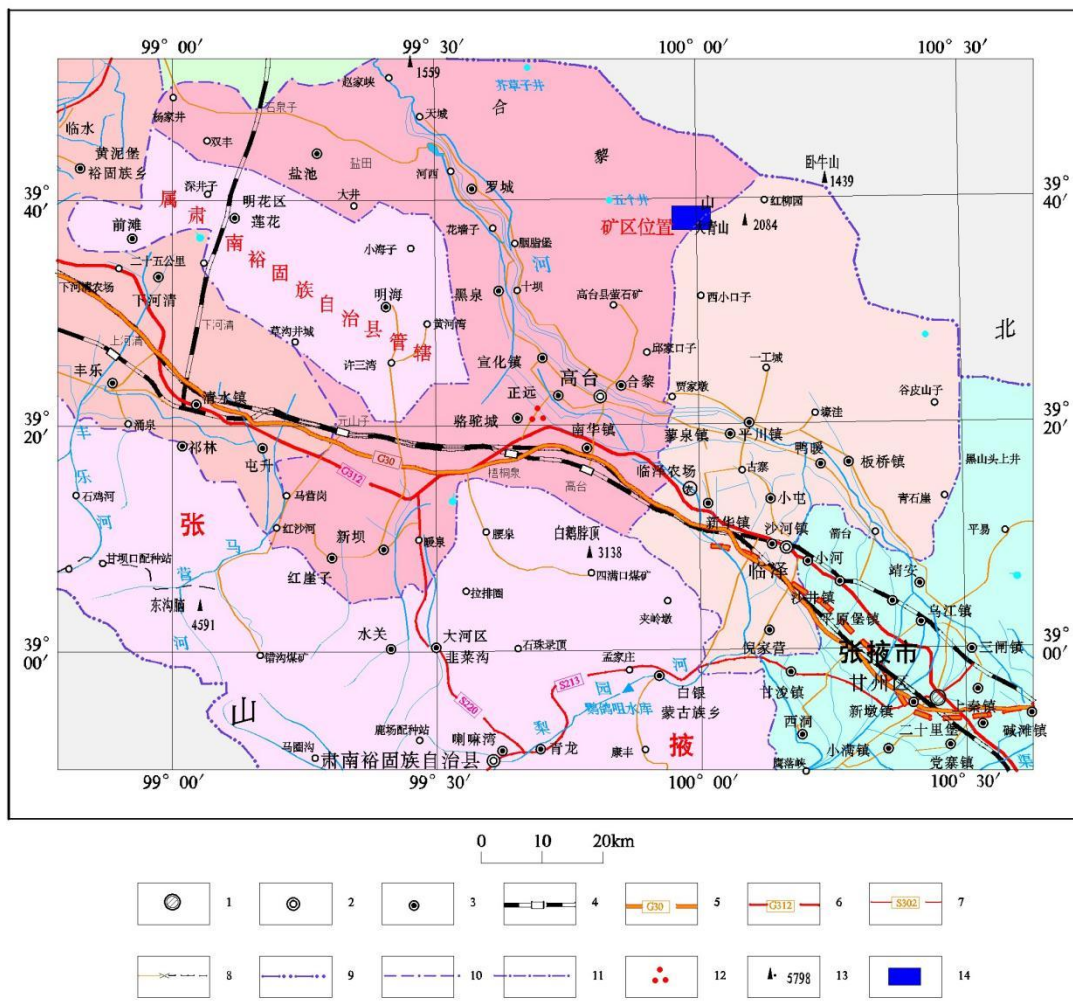 99° 00′
99° 30′
100° 00′
100° 30′
1559
赵家峡
芥草子井
合
杨家井
石泉子
天城
临水
双丰
黎
黄泥堡
裕固族乡
盐池
盐田
河西
罗城
卧牛山
1439
39°
40′
39°
40′
深井子
明花区
莲花
大井
五个井
山
红柳园
属
肃
南
裕
固
族
自
治
县
管
辖
前滩
花墙子
胭脂堡
矿区位置
大青山
2084
小海子
河
二十五公里
下河清
下河清农场
明海
黑泉
十坝
高台县萤石矿
西小口子
下河清
上河清
草沟井城
黄河湾
北
许三湾
宣化镇
邱家口子
一工城
丰乐
高台
合黎
贾家墩
谷皮山子
清水镇
正远
元山子
骆驼城
南华镇
蓼泉镇
平川镇
壕洼
39°
20′
39°
20′
涌泉
祁林
屯升
G30
G312
梧桐泉
高台
临泽农场
农
古寨
鸭暖
板桥镇
黑山头上井
丰
乐
河
石鸡河
马营岗
小屯
青石崖
张
新坝
红沙河
暖泉
腰泉
白鹅脖顶
3138
新华镇
沙河镇
箭台
平易
甘坝口配种站
马
营
河
红崖子
四满口煤矿
临泽
小河
靖安
东沟脑
4591
拉排圈
夹岭墩
沙井镇
乌江镇
平原堡镇
39°
00′
39°
00′
水关
大河区
韭菜沟
石珠录顶
孟家庄
河
倪家营
张掖市
三闸镇
错沟煤矿
S213
S220
园
白银
蒙古族乡
甘浚镇
甘州区
山
鹦鸽咀水库
梨
新墩镇
上秦镇
鹿场配种站
喇嘛湾
掖
西洞
二十里堡
碱滩镇
马圈沟
肃南裕固族自治县
青龙
康丰
小满镇
鹰落峡
党寨镇
渠
99° 00′
99° 30′
100° 00′
100° 30′
0 10 20km
1
2
3
4
G30 5
G312 6
S302 7
8
9
10
11
12
5798 13
14